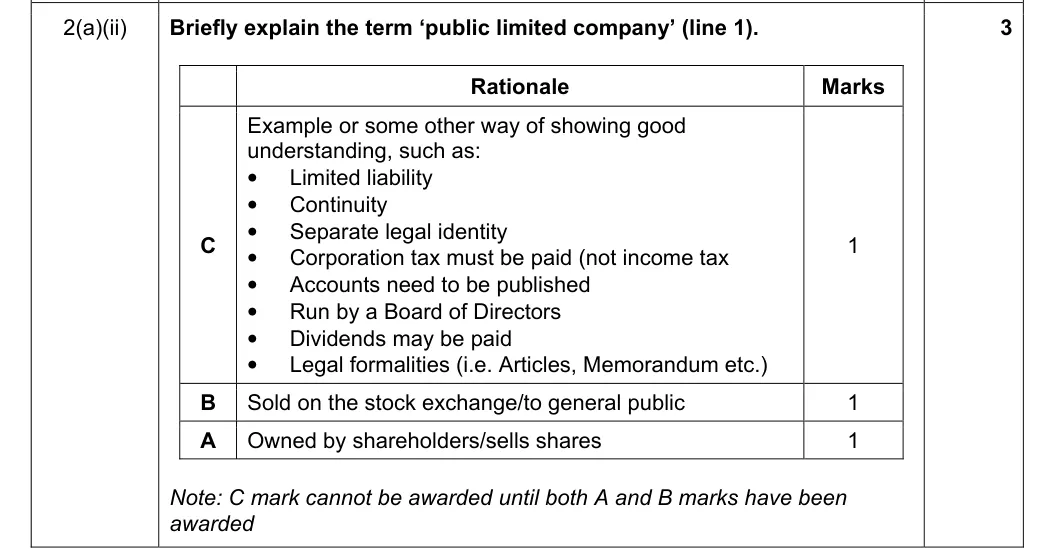 2(a)(ii) Briefly explain the term ‘public limited company’ (line 1). 3
Rationale Marks
Example or some other way of showing good
understanding, such as:
• Limited liability
• Continuity
• Separate legal identity
C 1
• Corporation tax must be paid (not income tax
• Accounts need to be published
• Run by a Board of Directors
• Dividends may be paid
• Legal formalities (i.e. Articles, Memorandum etc.)
B Sold on the stock exchange/to general public 1
A Owned by shareholders/sells shares 1
Note: C mark cannot be awarded until both A and B marks have been
awarded